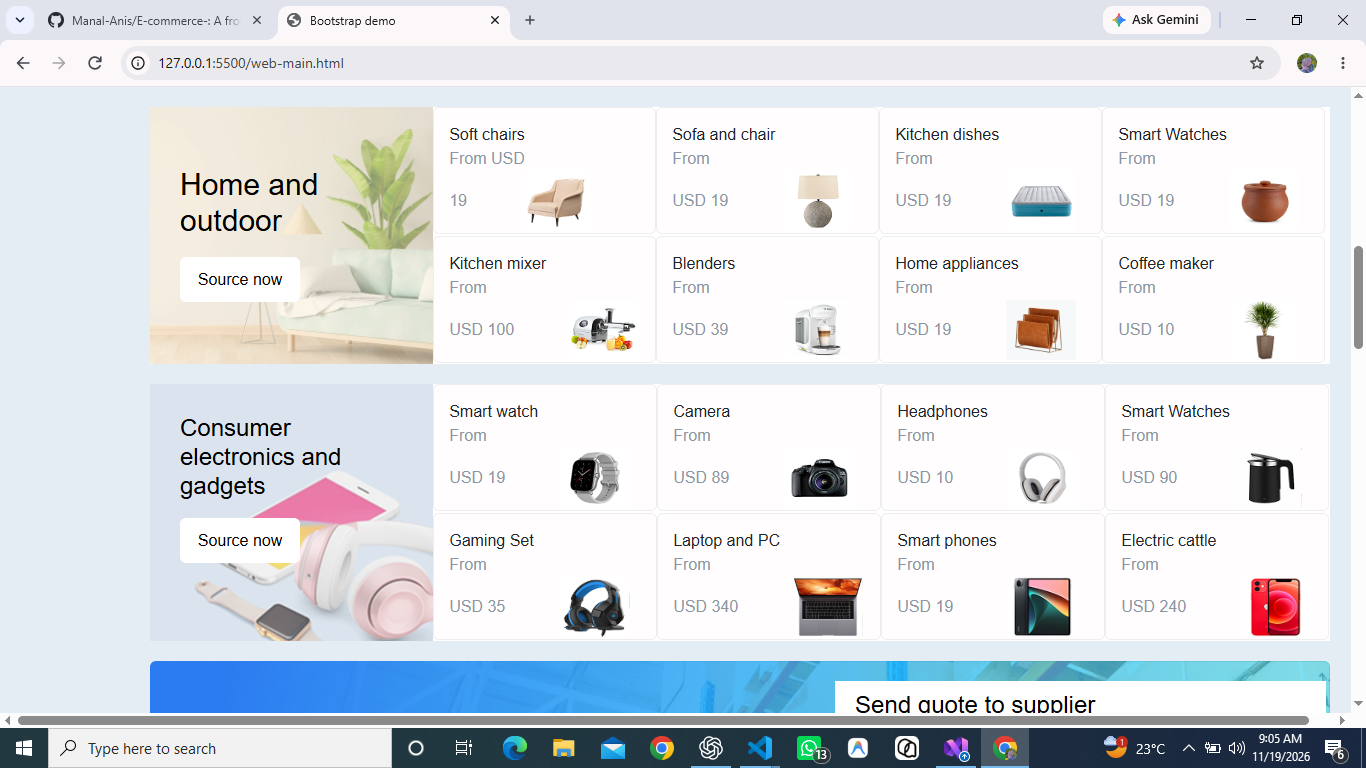 Manal-Anis/E-commerce-: A fro
Bootstrap demo
Ask Gemini
127.0.0.1:5500/web-main.html
Home and
outdoor
Source now
Soft chairs
From USD
19
Sofa and chair
From
USD 19
Kitchen dishes
From
USD 19
Smart Watches
From
USD 19
Kitchen mixer
From
USD 100
Blenders
From
USD 39
Home appliances
From
USD 19
Coffee maker
From
USD 10
Consumer
electronics and
gadgets
Source now
Smart watch
From
USD 19
Camera
From
USD 89
Headphones
From
USD 10
Smart Watches
From
USD 90
Gaming Set
From
USD 35
Laptop and PC
From
USD 340
Smart phones
From
USD 19
Electric cattle
From
USD 240
Send quote to supplier
Type here to search
13
1
23°C
9:05 AM
11/19/2026
6